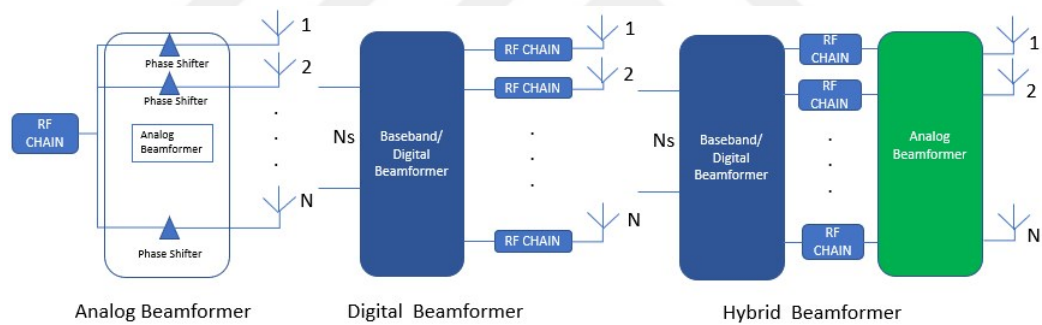 1
Phase Shifter
2
Phase Shifter
RF
CHAIN
Analog
Beamformer
N
Phase Shifter
Analog Beamformer
Ns
Baseband/
Digital
Beamformer
RF CHAIN
1
RF CHAIN
2
RF CHAIN
N
Digital Beamformer
Ns
Baseband/
Digital
Beamformer
RF
CHAIN
RF
CHAIN
RF
CHAIN
Analog
Beamformer
1
2
N
Hybrid Beamformer